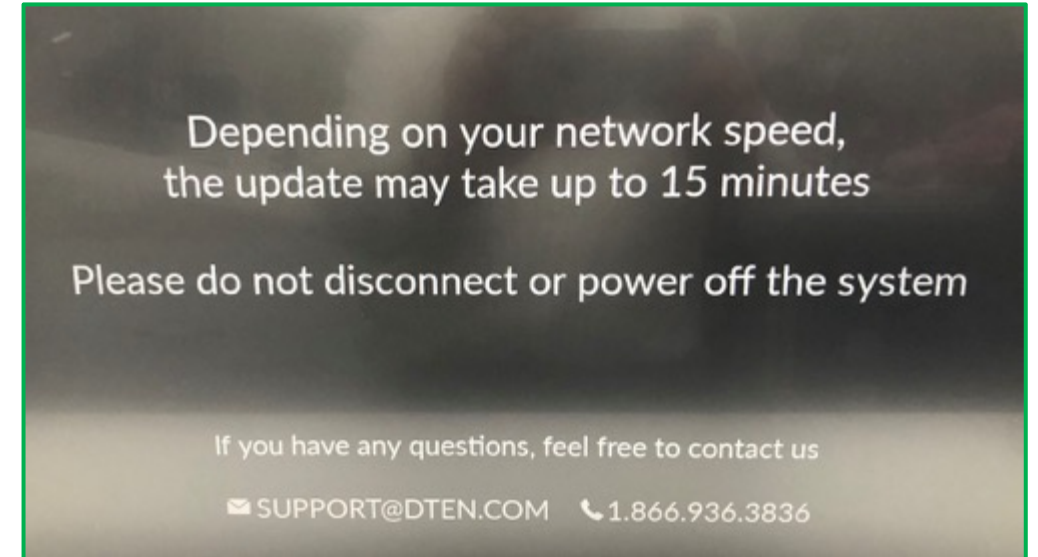 Depending on your network speed,
the update may take up to 15 minutes
Please do not disconnect or power off the system
If you have any questions, feel free to contact us
SUPPORT@DTEN.COM 1.866.936.3836